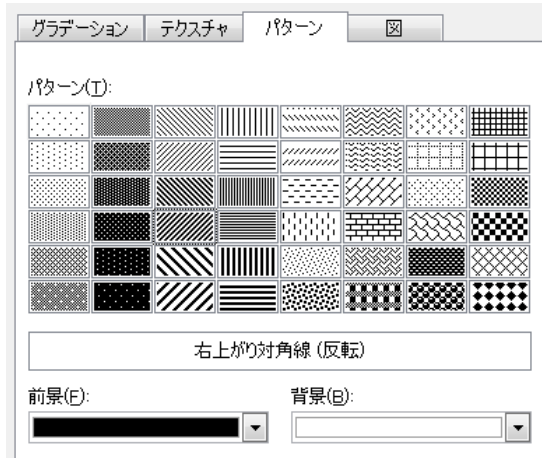 グラデーション テクスチャ パターン 図
パターン(T):
右上がり対角線 (反転)
前景(F): 背景(B):